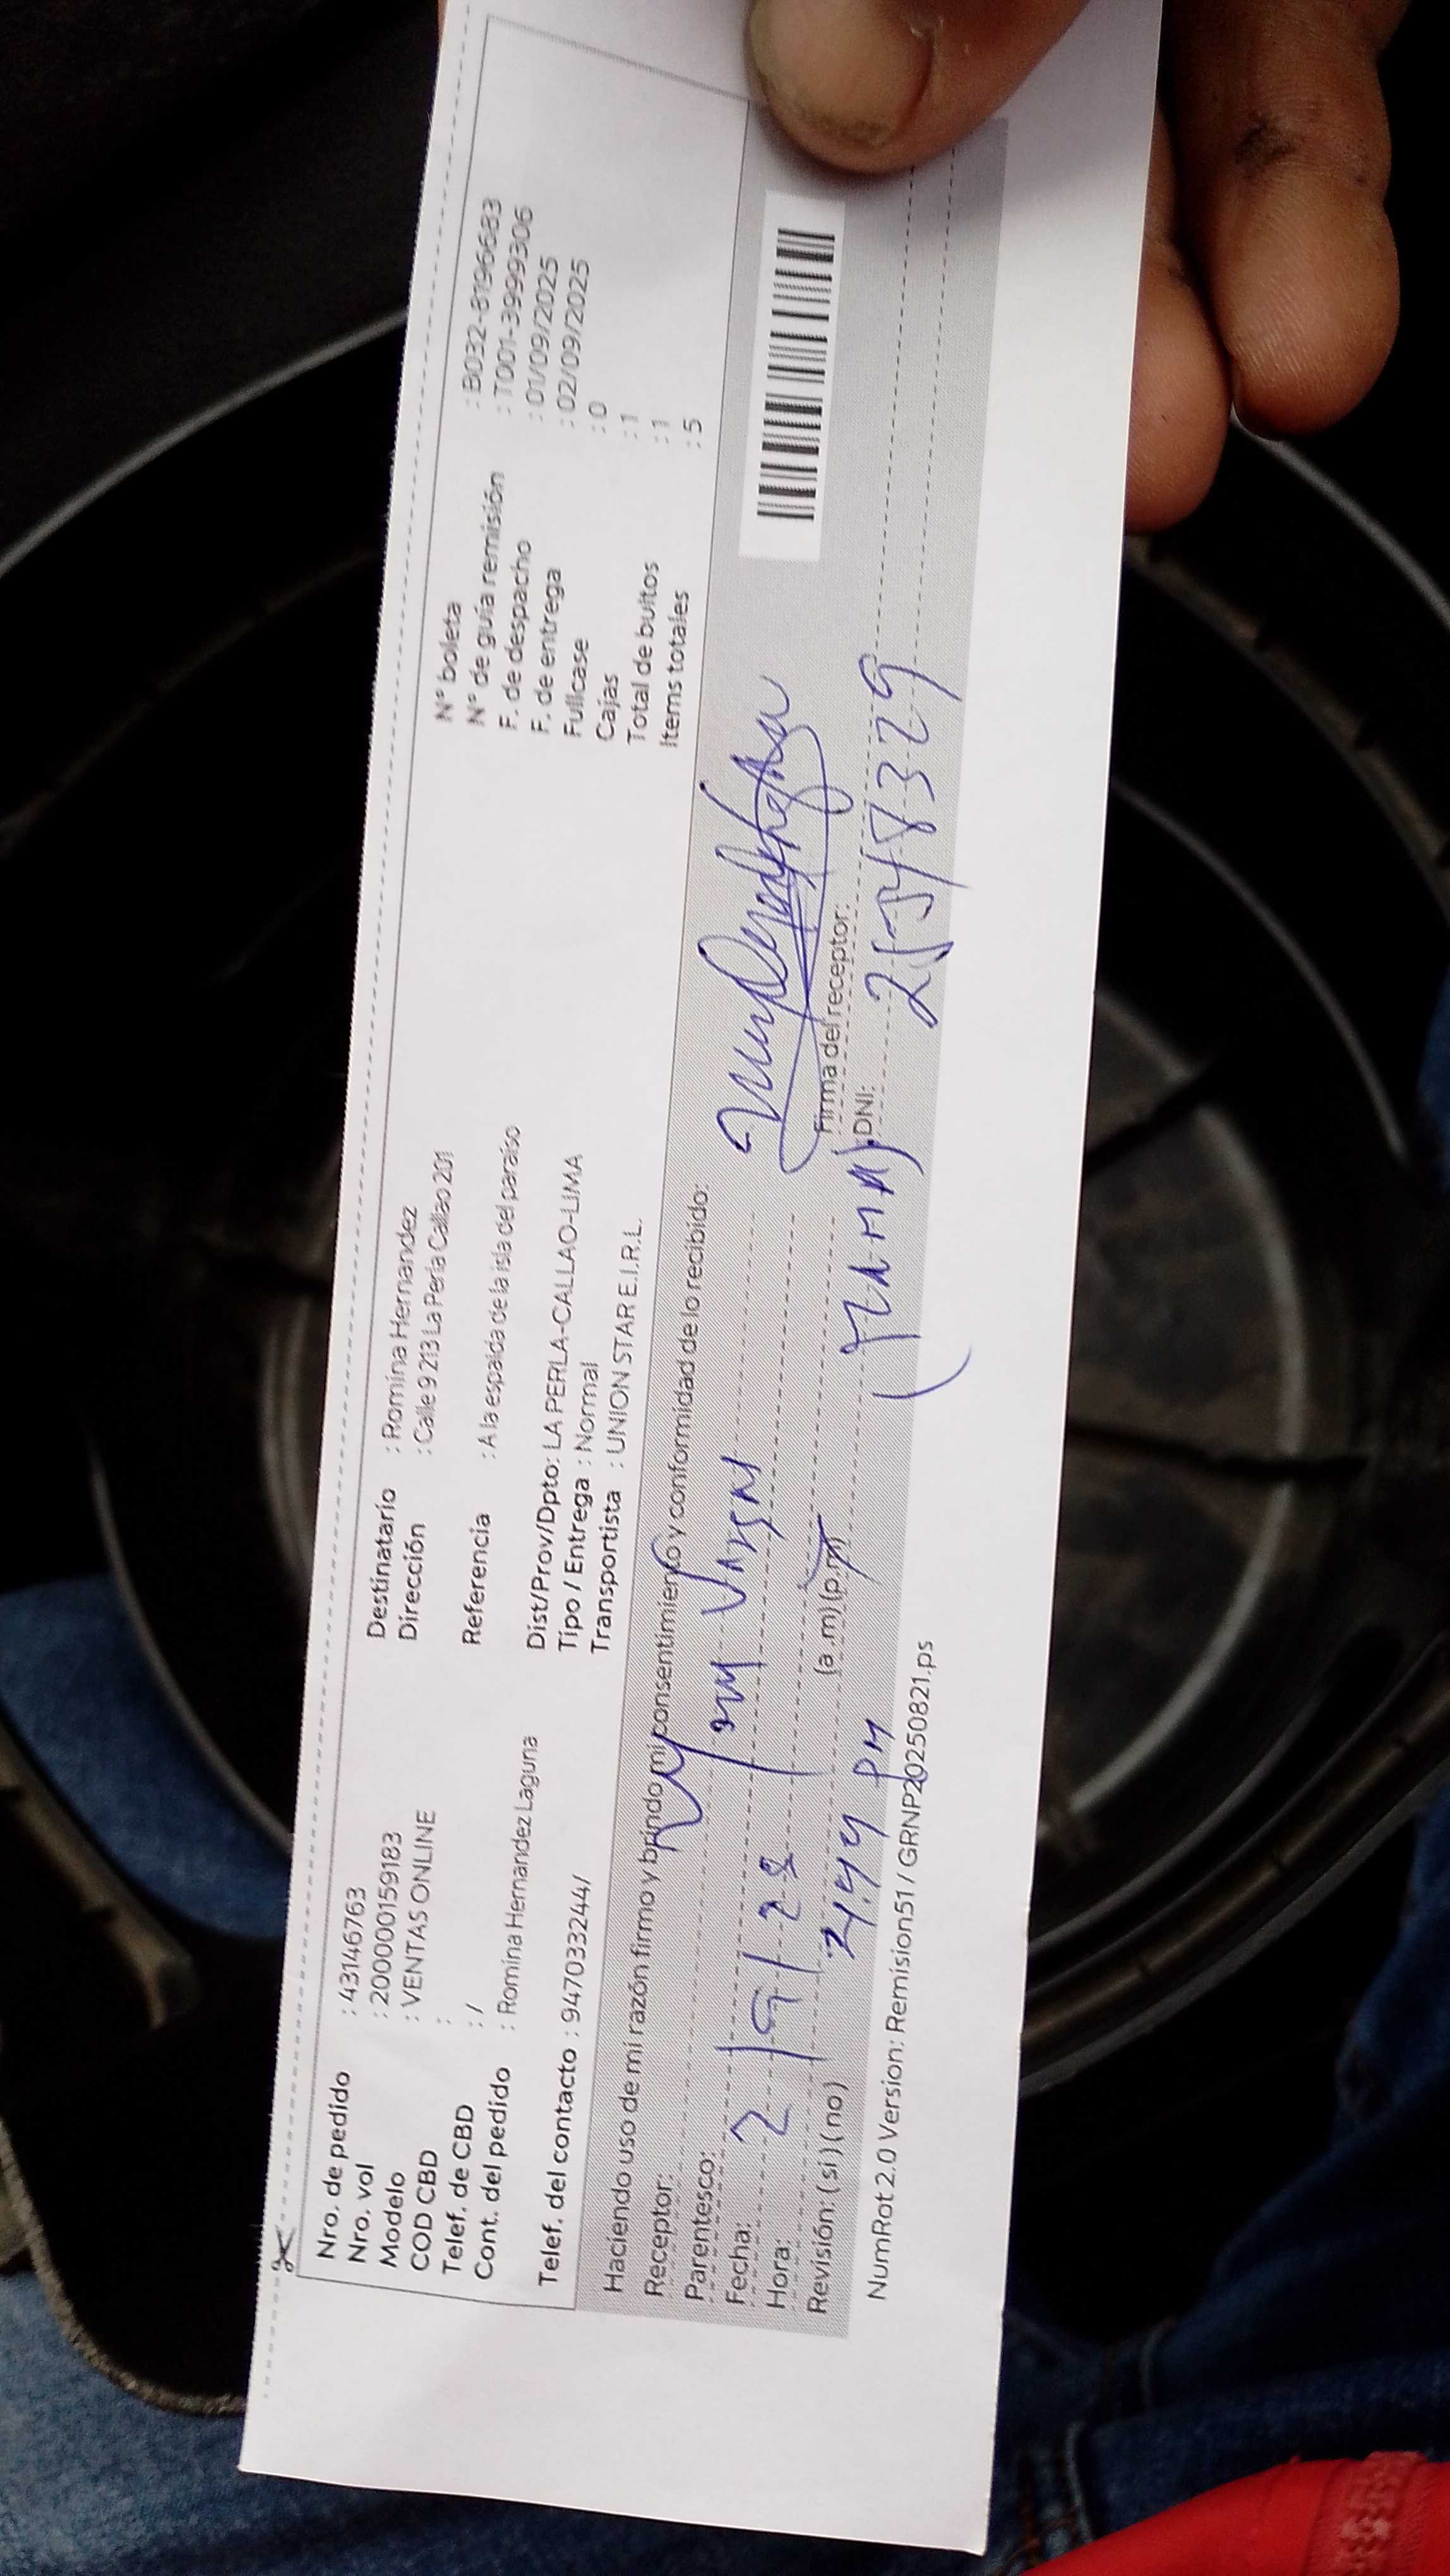 Nro. de pedido : 43146763
Nro. vol : 200000159183
Modelo : VENTAS ONLINE
COD CBD :
Telef. de CBD : /
Cont. del pedido : Romina Hernandez Laguna
Telef. del contacto : 947033244/
Destinatario : Romina Hernandez
Dirección : Calle 9 213 La Perla Callao 201
Referencia : A la espalda de la isla del paraíso
Dist/Prov/Dpto: LA PERLA-CALLAO-LIMA
Tipo / Entrega : Normal
Transportista : UNION STAR E.I.R.L.
N° boleta : B032-8196683
N° de guía remisión : T001-3999306
F. de despacho : 01/09/2025
F. de entrega : 02/09/2025
Fullcase : 0
Cajas : 1
Total de bultos : 1
Items totales : 5
Haciendo uso de mi razón firmo y brindo mi consentimiento y conformidad de lo recibido:
Receptor:
Parentesco:
Fecha: 2/9/25
Hora: 2:44 PM (a.m) (p.m)
Revisión: (si) (no)
Firma del receptor:
DNI:
NumRot 2.0 Version: Remision51 / GRNP20250821.ps